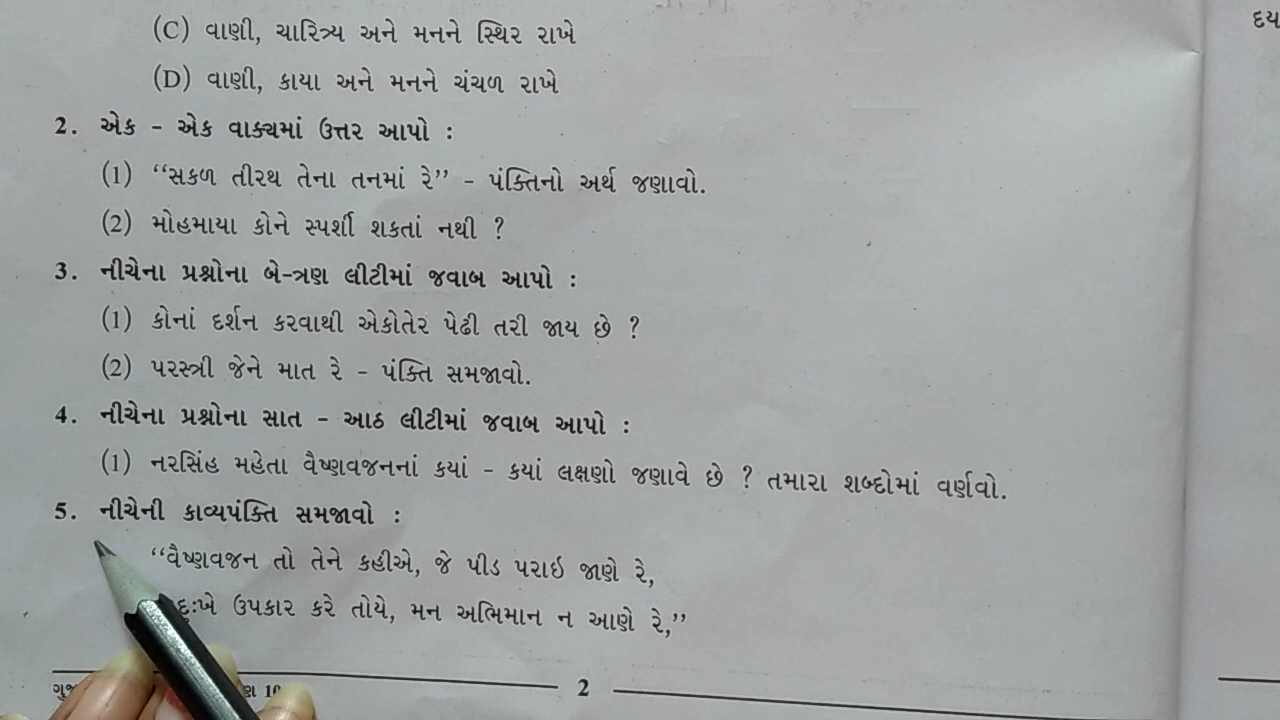 (C) વાણી, ચારિત્ર્ય અને મનને સ્થિર રાખે
(D) વાણી, કાયા અને મનને ચંચળ રાખે
2. એક - એક વાક્યમાં ઉત્તર આપો :
(1) “સકળ તીરથ તેના તનમાં રે” - પંક્તિનો અર્થ જણાવો.
(2) મોહમાયા કોને સ્પર્શી શકતાં નથી ?
3. નીચેના પ્રશ્નોના બે-ત્રણ લીટીમાં જવાબ આપો :
(1) કોનાં દર્શન કરવાથી એકોતેર પેઢી તરી જાય છે ?
(2) પરસ્ત્રી જેને માત રે - પંક્તિ સમજાવો.
4. નીચેના પ્રશ્નોના સાત - આઠ લીટીમાં જવાબ આપો :
(1) નરસિંહ મહેતા વૈષ્ણવજનનાં કયાં - કયાં લક્ષણો જણાવે છે ? તમારા શબ્દોમાં વર્ણવો.
5. નીચેની કાવ્યપંક્તિ સમજાવો :
“વૈષ્ણવજન તો તેને કહીએ, જે પીડ પરાઈ જાણે રે,
દુઃખે ઉપકાર કરે તોયે, મન અભિમાન ન આણે રે,”
2